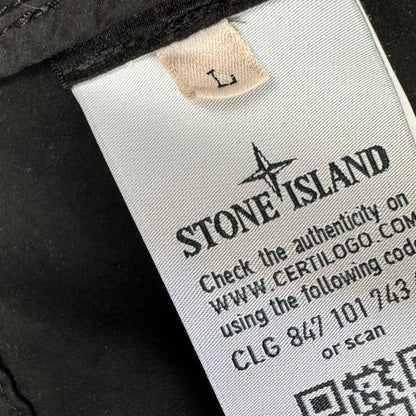 L
STONE ISLAND
Check the authenticity on
WWW.CERTILOGO.COM
using the following code
CLG 847 101 743
or scan